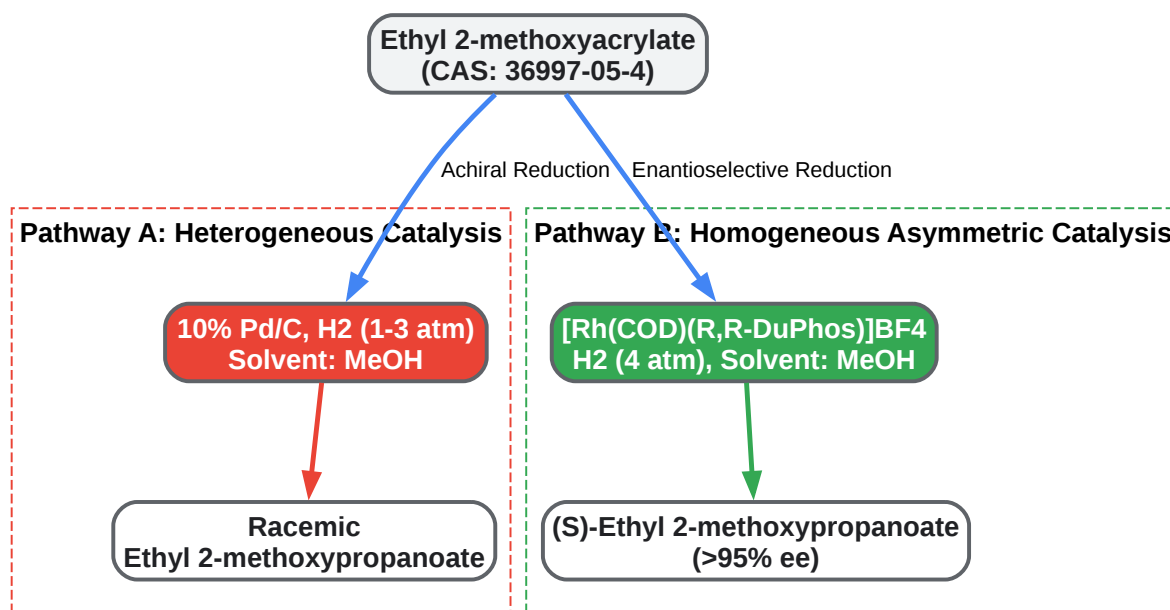 Ethyl 2-methoxyacrylate
(CAS: 36997-05-4)
Achiral Reduction
Enantioselective Reduction
Pathway A: Heterogeneous Catalysis
Pathway B: Homogeneous Asymmetric Catalysis
10% Pd/C, H2 (1-3 atm)
Solvent: MeOH
[Rh(COD)(R,R-DuPhos)]BF4
H2 (4 atm), Solvent: MeOH
Racemic
Ethyl 2-methoxypropanoate
(S)-Ethyl 2-methoxypropanoate
(>95% ee)